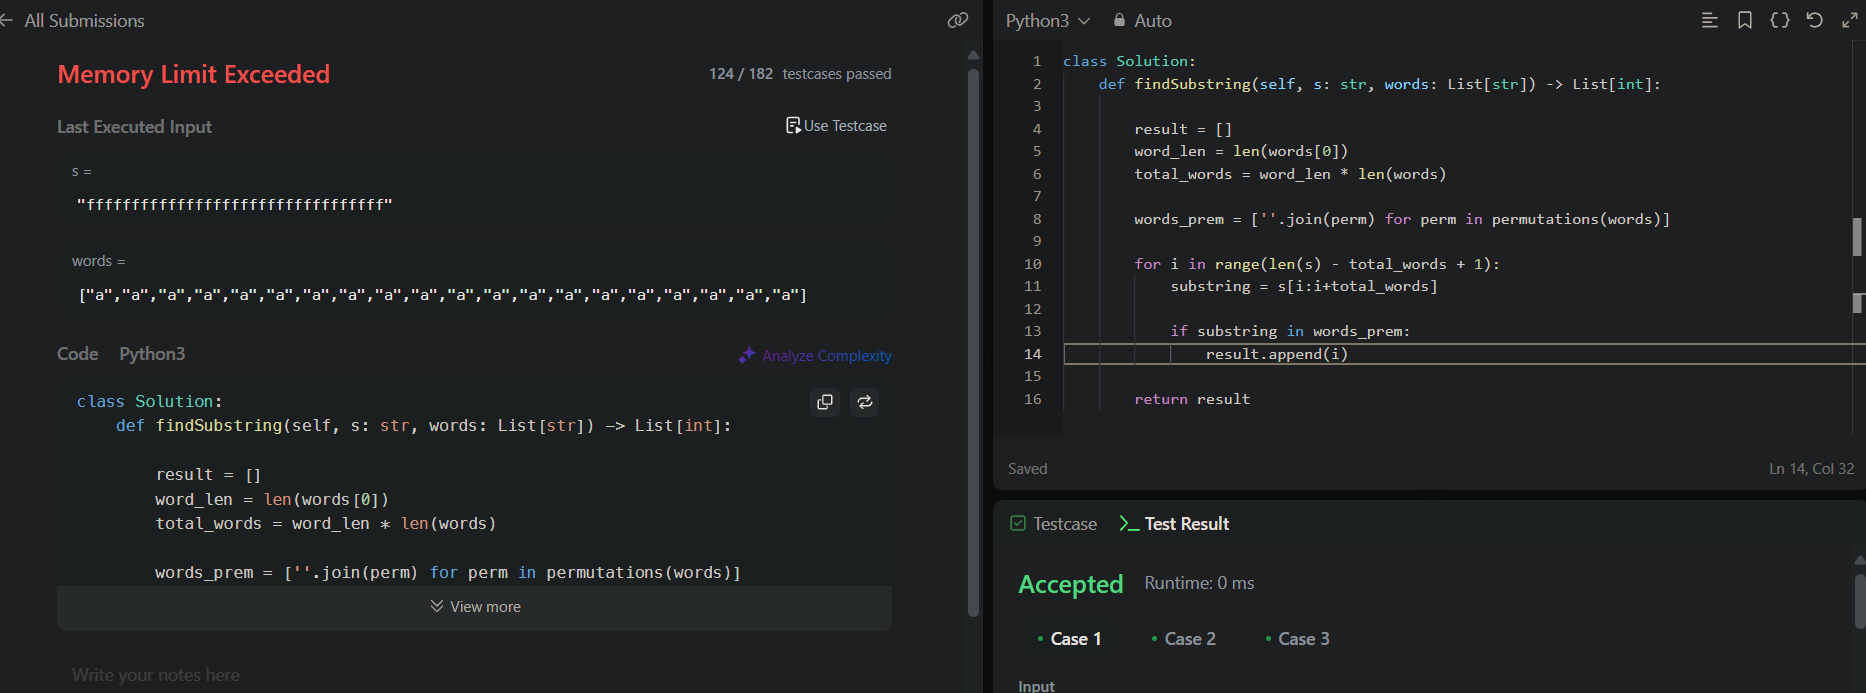 All Submissions
Memory Limit Exceeded
124 / 182 testcases passed
Last Executed Input
Use Testcase
s =
"fffffffffffffffffffffffffffffffff"
words =
["a","a","a","a","a","a","a","a","a","a","a","a","a","a","a","a","a","a","a","a"]
Code
Python3
Analyze Complexity
class Solution:
    def findSubstring(self, s: str, words: List[str]) -> List[int]:
        result = []
        word_len = len(words[0])
        total_words = word_len * len(words)
        words_prem = [''.join(perm) for perm in permutations(words)]
View more
Write your notes here
Python3
Auto
1 class Solution:
2     def findSubstring(self, s: str, words: List[str]) -> List[int]:
3
4         result = []
5         word_len = len(words[0])
6         total_words = word_len * len(words)
7
8         words_prem = [''.join(perm) for perm in permutations(words)]
9
10         for i in range(len(s) - total_words + 1):
11             substring = s[i:i+total_words]
12
13             if substring in words_prem:
14                 result.append(i)
15
16         return result
Saved
Ln 14, Col 32
Testcase
Test Result
Accepted
Runtime: 0 ms
Case 1
Case 2
Case 3
Input